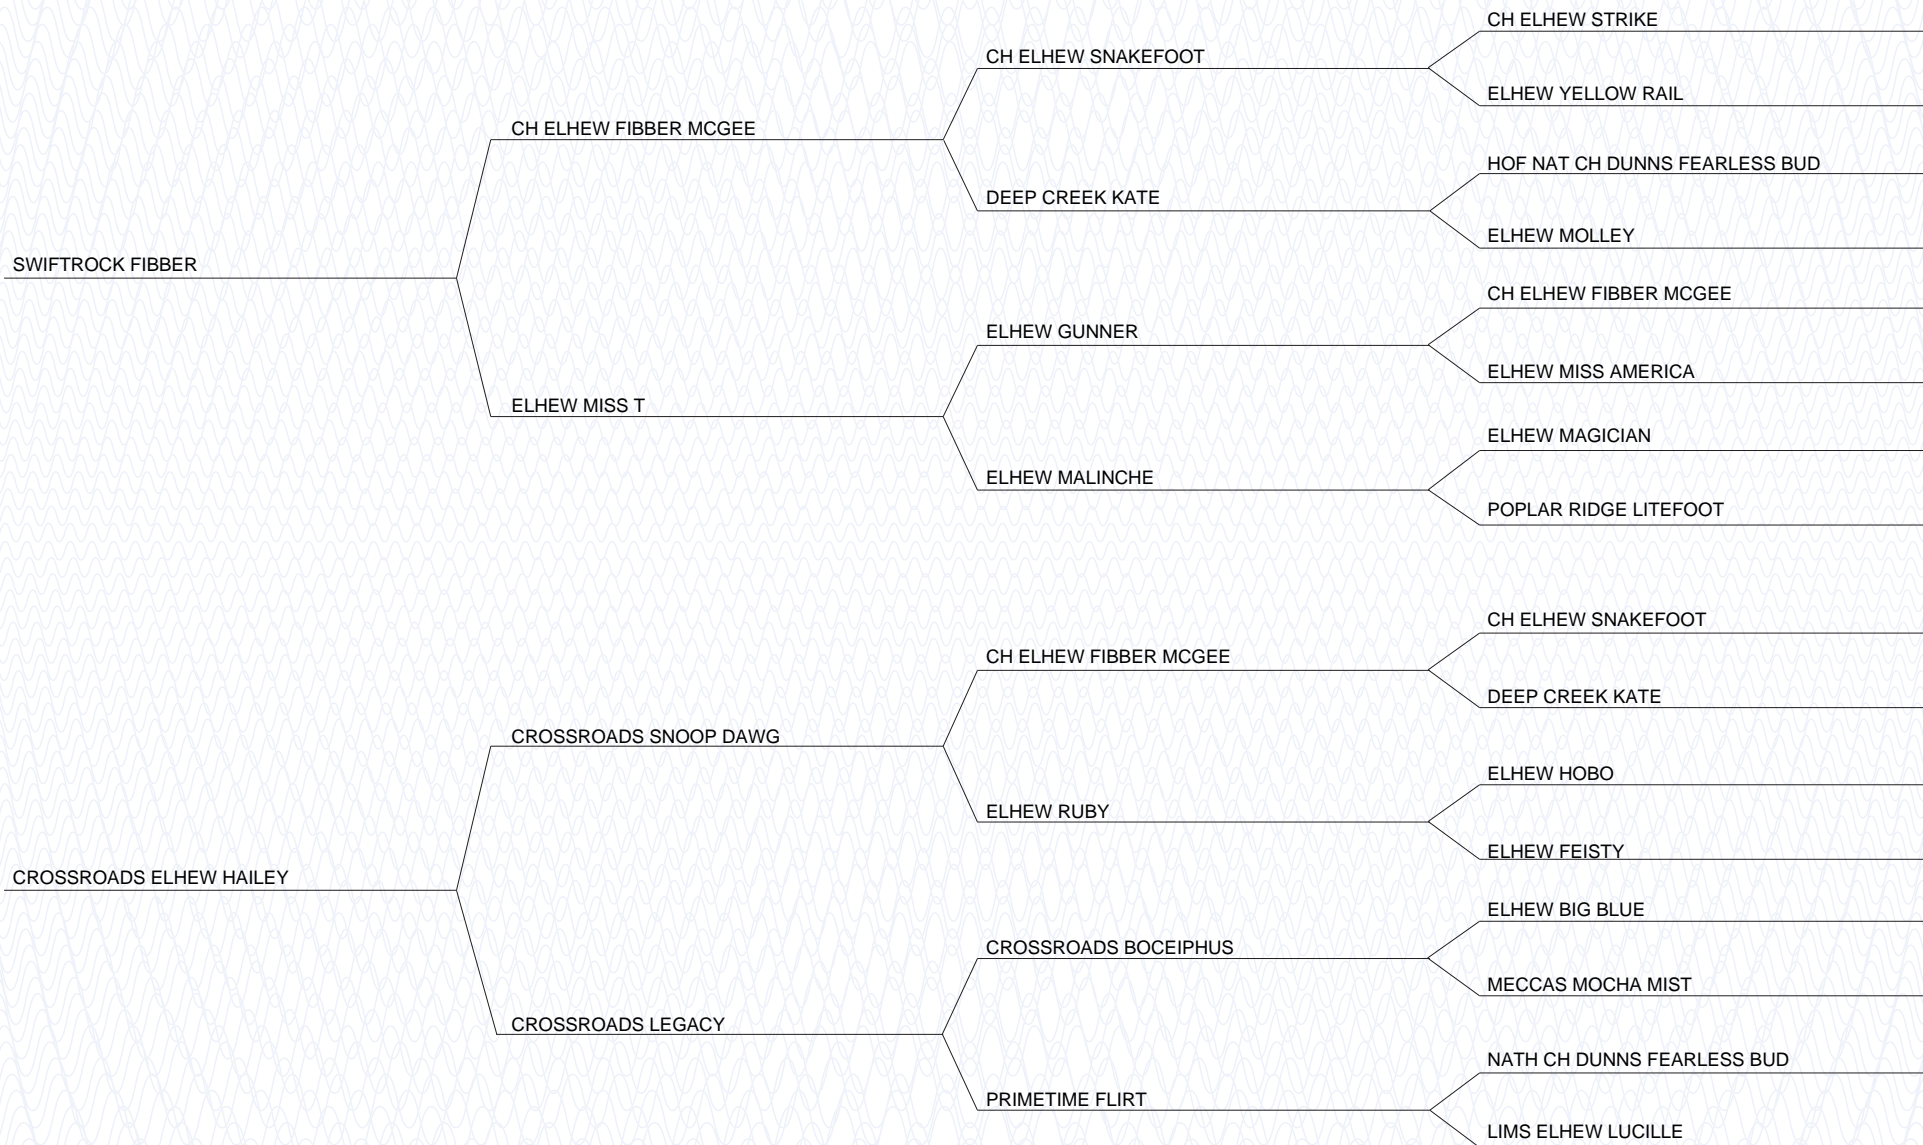 CH ELHEW STRIKE
CH ELHEW SNAKEFOOT
ELHEW YELLOW RAIL
CH ELHEW FIBBER MCGEE
HOF NAT CH DUNNS FEARLESS BUD
DEEP CREEK KATE
ELHEW MOLLEY
SWIFTROCK FIBBER
CH ELHEW FIBBER MCGEE
ELHEW GUNNER
ELHEW MISS AMERICA
ELHEW MISS T
ELHEW MAGICIAN
ELHEW MALINCHE
POPLAR RIDGE LITEFOOT
CH ELHEW SNAKEFOOT
CH ELHEW FIBBER MCGEE
DEEP CREEK KATE
CROSSROADS SNOOP DAWG
ELHEW HOBO
ELHEW RUBY
ELHEW FEISTY
CROSSROADS ELHEW HAILEY
ELHEW BIG BLUE
CROSSROADS BOCEIPHUS
MECCAS MOCHA MIST
CROSSROADS LEGACY
NATH CH DUNNS FEARLESS BUD
PRIMETIME FLIRT
LIMS ELHEW LUCILLE